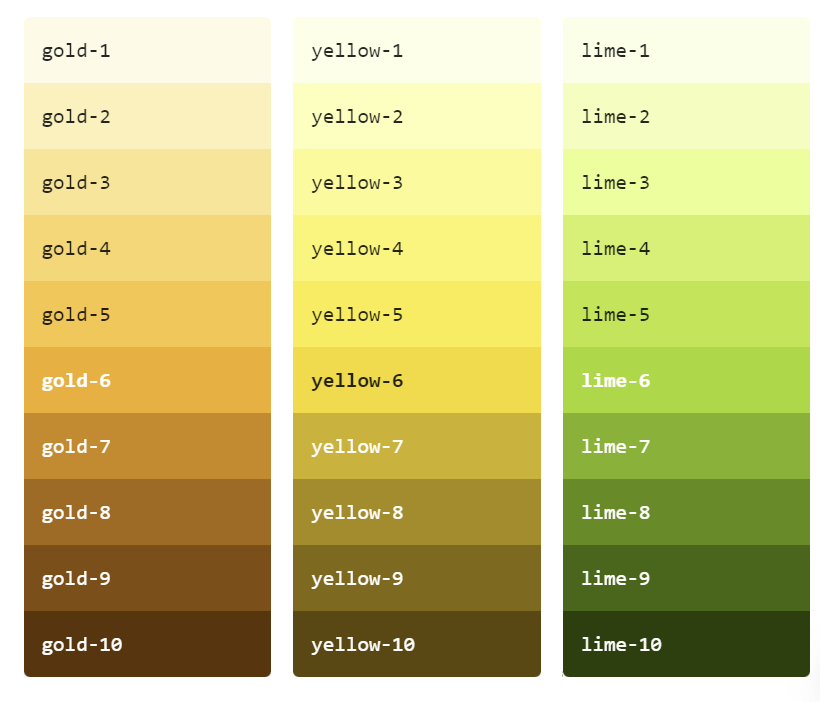 gold-1
gold-2
gold-3
gold-4
gold-5
gold-6
gold-7
gold-8
gold-9
gold-10
yellow-1
yellow-2
yellow-3
yellow-4
yellow-5
yellow-6
yellow-7
yellow-8
yellow-9
yellow-10
lime-1
lime-2
lime-3
lime-4
lime-5
lime-6
lime-7
lime-8
lime-9
lime-10